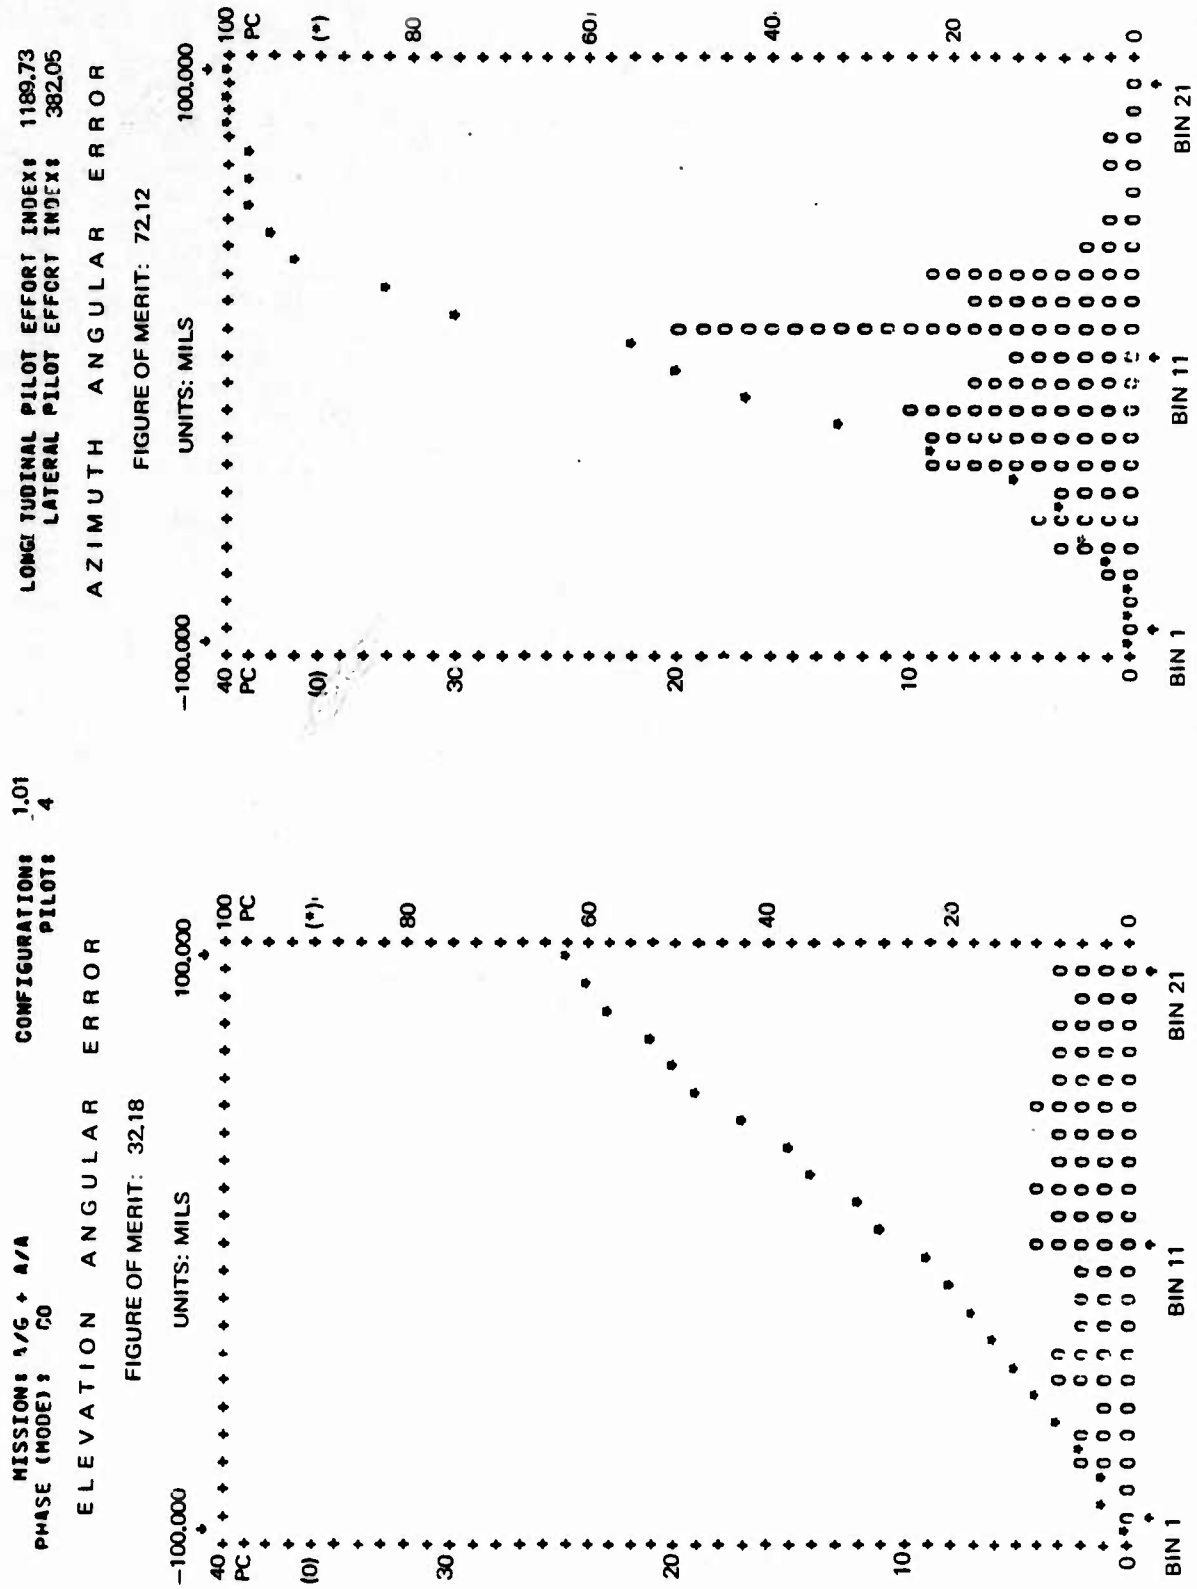 MISSION: A/G + A/A
PHASE (MODE): CO
CONFIGURATION: 1.01
PILOT: 4
LONGITUDINAL PILOT EFFORT INDEX: 1189.73
LATERAL PILOT EFFORT INDEX: 382.05
ELEVATION ANGULAR ERROR
FIGURE OF MERIT: 32.18
UNITS: MILS
-100.000
100.000
40
PC
(0)
30
20
10
0
100
PC
(*)
80
60
40
20
0
BIN 1
BIN 11
BIN 21
AZIMUTH ANGULAR ERROR
FIGURE OF MERIT: 72.12
UNITS: MILS
-100.000
100.000
40
PC
(0)
30
20
10
0
100
PC
(*)
80
60
40
20
0
BIN 1
BIN 11
BIN 21